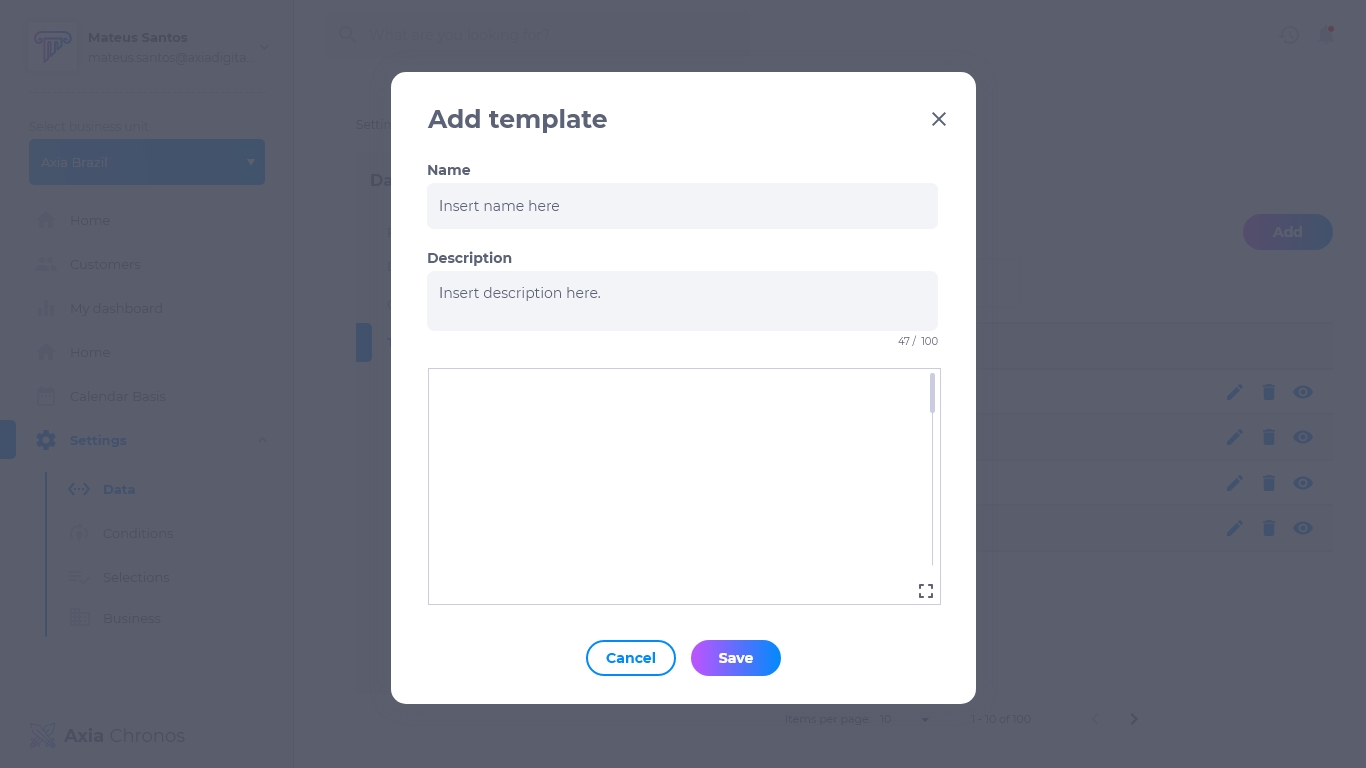 Mateus Santos
mateus.santos@axiadigita...
What are you looking for?
Select business unit
Axia Brazil
Home
Customers
My dashboard
Home
Calendar Basis
Settings
Data
Conditions
Selections
Business
Axia Chronos
Add
Add template
Name
Insert name here
Description
Insert description here.
47 / 100
Cancel
Save
Items per page 10
1 - 10 of 100